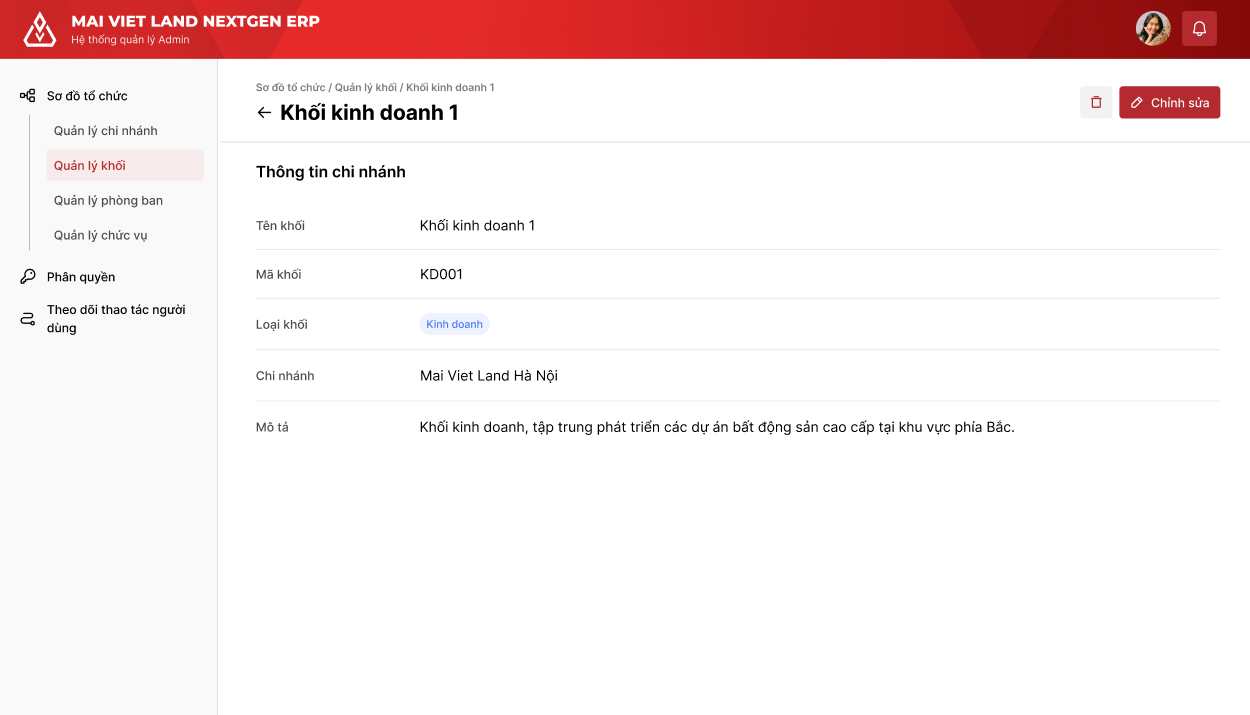 MAI VIET LAND NEXTGEN ERP
Hệ thống quản lý Admin
Sơ đồ tổ chức
Quản lý chi nhánh
Quản lý khối
Quản lý phòng ban
Quản lý chức vụ
Phân quyền
Theo dõi thao tác người
dùng
Sơ đồ tổ chức / Quản lý khối / Khối kinh doanh 1
Khối kinh doanh 1
Chỉnh sửa
Thông tin chi nhánh
Tên khối Khối kinh doanh 1
Mã khối KD001
Loại khối Kinh doanh
Chi nhánh Mai Viet Land Hà Nội
Mô tả Khối kinh doanh, tập trung phát triển các dự án bất động sản cao cấp tại khu vực phía Bắc.